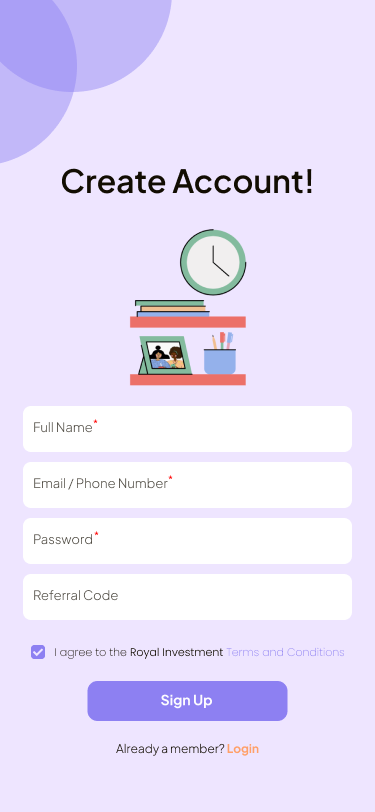 Create Account!
Full Name*
Email / Phone Number*
Password*
Referral Code
I agree to the Royal Investment Terms and Conditions
Sign Up
Already a member? Login